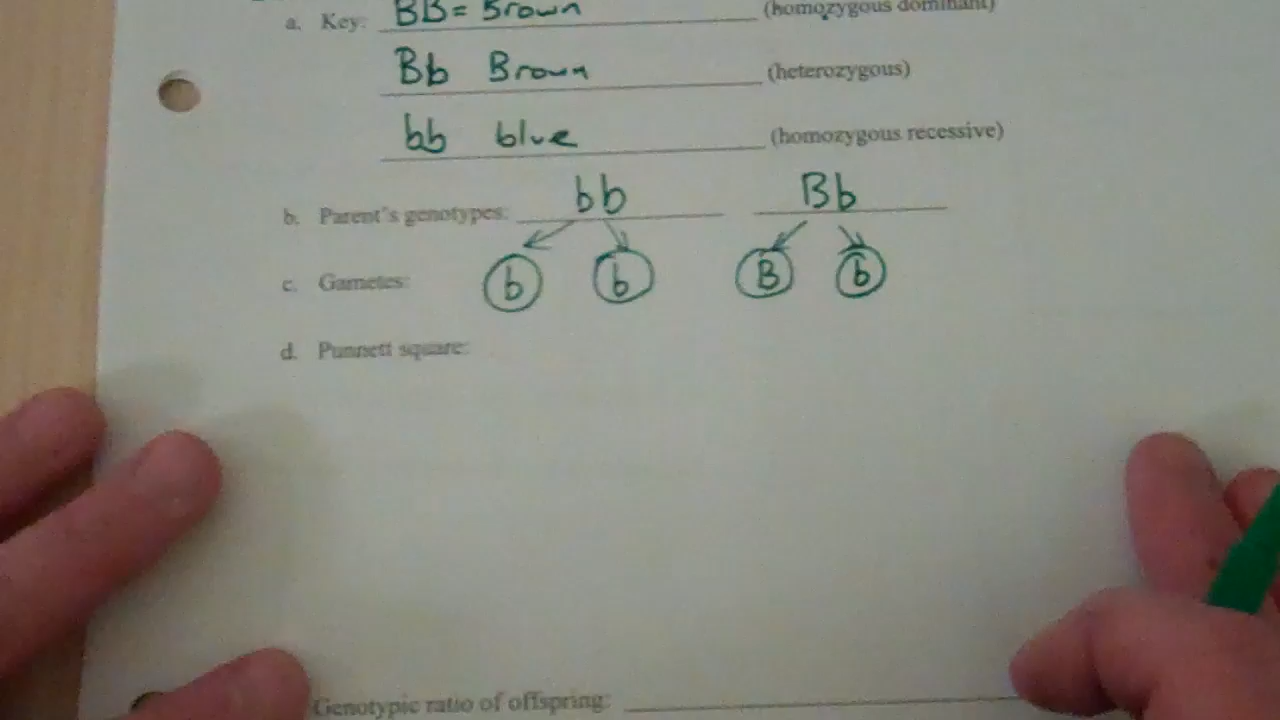 a. Key: BB = Brown (homozygous dominant)
Bb Brown (heterozygous)
bb blue (homozygous recessive)
b. Parent's genotypes: bb Bb
c. Gametes: b b B b
d. Punnett square:
Genotypic ratio of offspring: